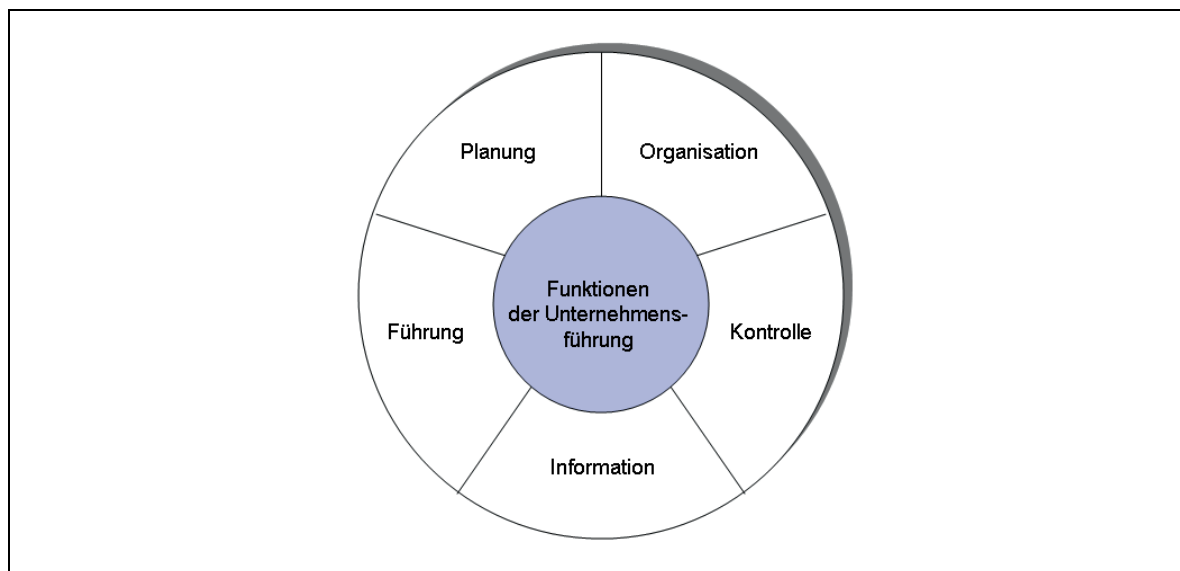 Planung
Organisation
Führung
Funktionen
der Unternehmens-
führung
Kontrolle
Information